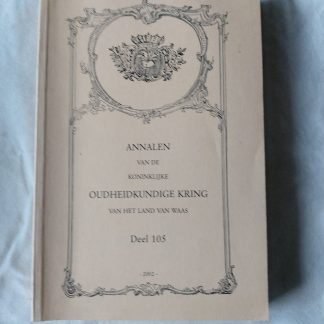 ANNALEN
VAN DE
KONINKLIJKE
OUDHEIDKUNDIGE KRING
VAN HET LAND VAN WAAS
Deel 105
- 2002 -